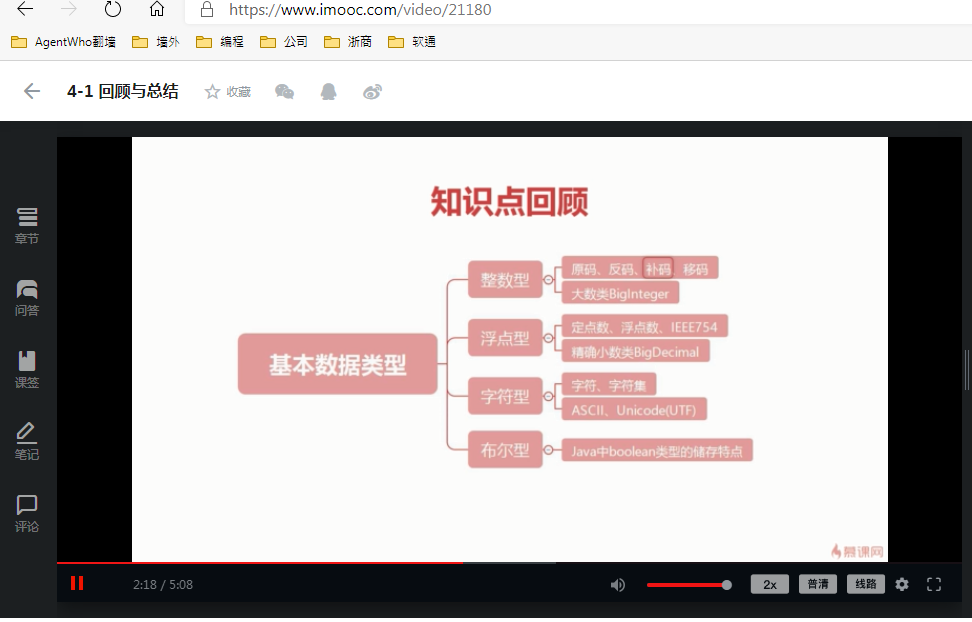 https://www.imooc.com/video/21180
AgentWho翻墙 墙外 编程 公司 浙商 软通
4-1 回顾与总结 收藏
知识点回顾
章节
问答
课签
笔记
评论
基本数据类型
整数型
原码、反码、补码、移码
大数类BigInteger
浮点型
定点数、浮点数、IEEE754
精确小数类BigDecimal
字符型
字符、字符集
ASCII、Unicode(UTF)
布尔型
Java中boolean类型的储存特点
慕课网
2:18 / 5:08 2x 普清 线路